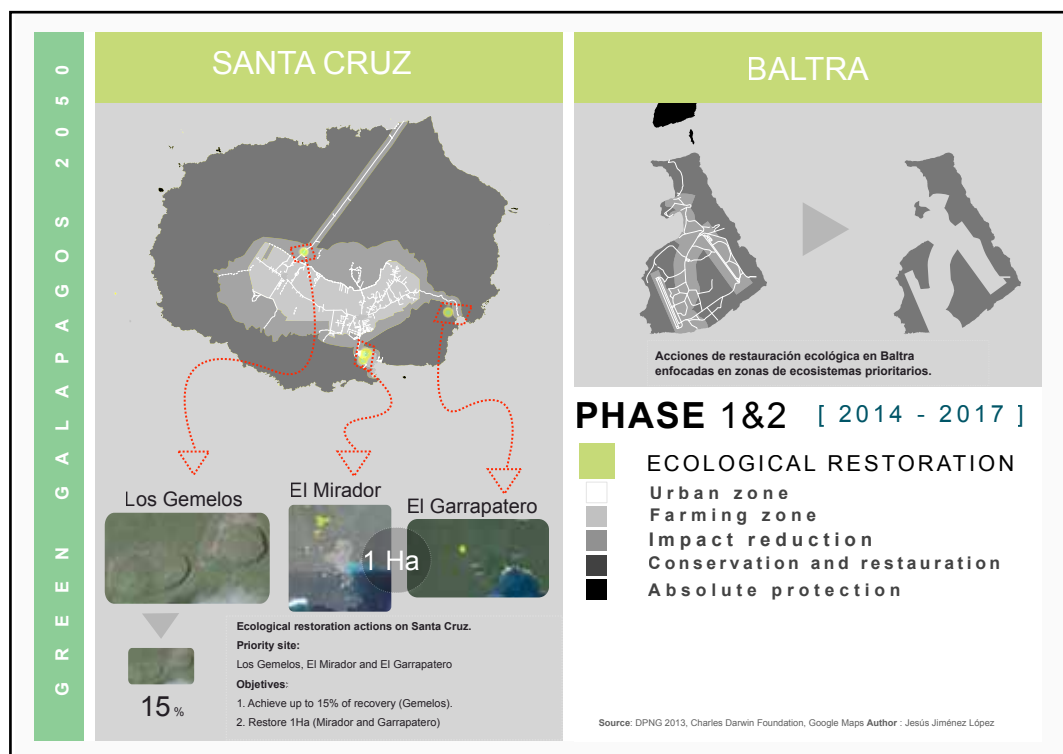 GREEN GALAPAGOS 2050
SANTA CRUZ
Los Gemelos
El Mirador
El Garrapatero
1 Ha
15 %
Ecological restoration actions on Santa Cruz.
Priority site:
Los Gemelos, El Mirador and El Garrapatero
Objetives:
1. Achieve up to 15% of recovery (Gemelos).
2. Restore 1Ha (Mirador and Garrapatero)
BALTRA
Acciones de restauración ecológica en Baltra
enfocadas en zonas de ecosistemas prioritarios.
PHASE 1&2 [ 2014 - 2017 ]
ECOLOGICAL RESTORATION
Urban zone
Farming zone
Impact reduction
Conservation and restauration
Absolute protection
Source: DPNG 2013, Charles Darwin Foundation, Google Maps Author : Jesús Jiménez López